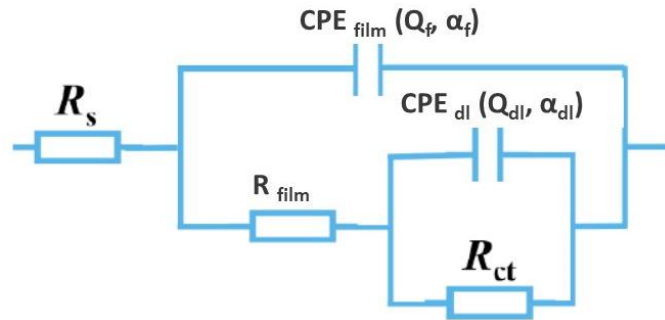 CPE film (Qf, αf)
Rs
CPE dl (Qdl, αdl)
R film
Rct